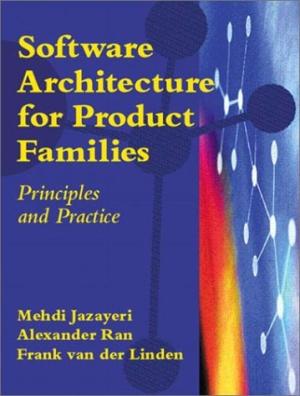 Software
Architecture
for Product
Families
Principles
and Practice
Mehdi Jazayeri
Alexander Ran
Frank van der Linden